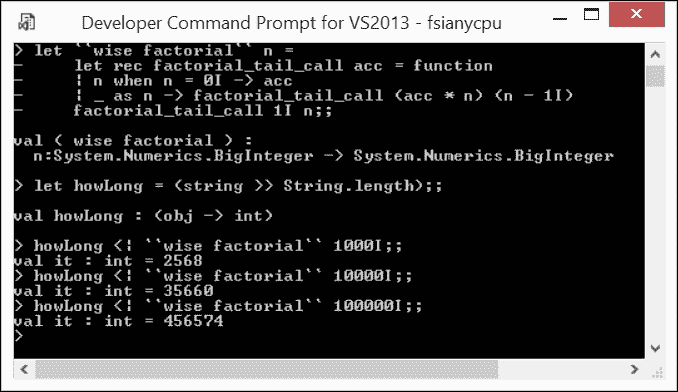 Developer Command Prompt for VS2013 - fsianycpu
> let ``wise factorial`` n =
-     let rec factorial_tail_call acc = function
-     | n when n = 0I -> acc
-     | _ as n -> factorial_tail_call (acc * n) (n - 1I)
-     factorial_tail_call 1I n;;
val ( wise factorial ) :
  n:System.Numerics.BigInteger -> System.Numerics.BigInteger
> let howLong = (string >> String.length);;
val howLong : (obj -> int)
> howLong <| ``wise factorial`` 1000I;;
val it : int = 2568
> howLong <| ``wise factorial`` 10000I;;
val it : int = 35660
> howLong <| ``wise factorial`` 100000I;;
val it : int = 456574
>